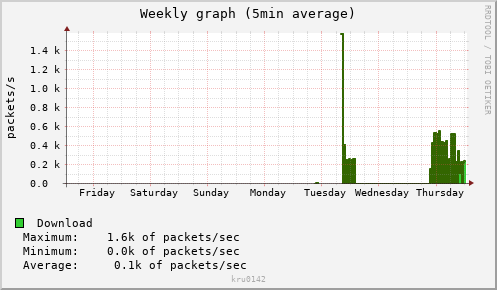 Weekly graph (5min average)
RRDTOOL / TOBI OETIKER
packets/s
1.4 k
1.2 k
1.0 k
0.8 k
0.6 k
0.4 k
0.2 k
0.0
Friday Saturday Sunday Monday Tuesday Wednesday Thursday
Download
Maximum: 1.6k of packets/sec
Minimum: 0.0k of packets/sec
Average: 0.1k of packets/sec
kru0142